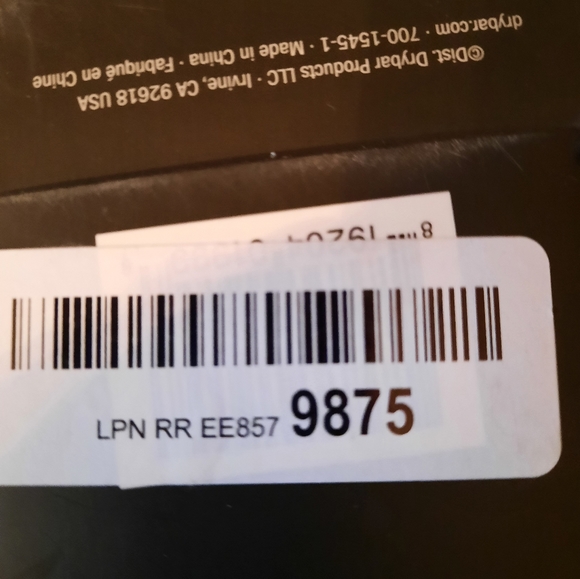 ©Dist. Drybar Products LLC · Irvine, CA 92618 USA
drybar.com · 700-1545-1 · Made in China · Fabriqué en Chine
LPN RR EE857 9875